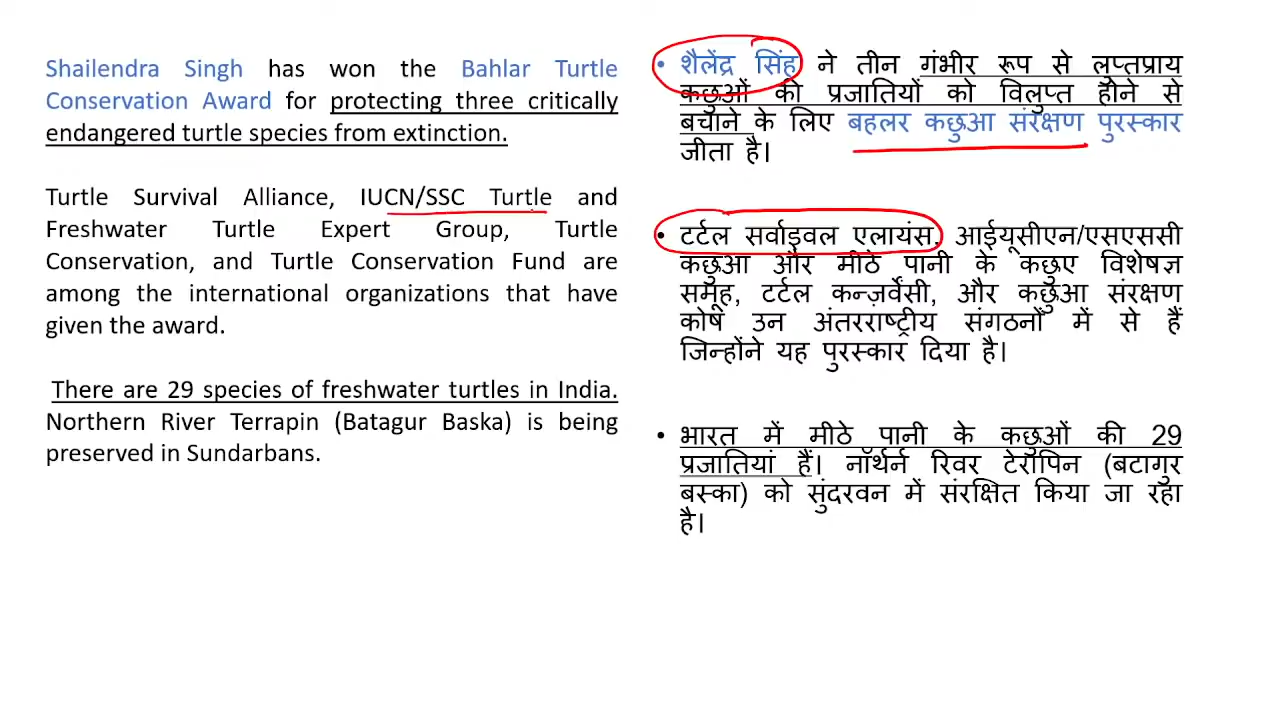 Shailendra Singh has won the Bahlar Turtle
Conservation Award for protecting three critically
endangered turtle species from extinction.
Turtle Survival Alliance, IUCN/SSC Turtle and
Freshwater Turtle Expert Group, Turtle
Conservation, and Turtle Conservation Fund are
among the international organizations that have
given the award.
There are 29 species of freshwater turtles in India.
Northern River Terrapin (Batagur Baska) is being
preserved in Sundarbans.
• शैलेंद्र सिंह ने तीन गंभीर रूप से लुप्तप्राय
कछुओं की प्रजातियों को विलुप्त होने से
बचाने के लिए बहलर कछुआ संरक्षण पुरस्कार
जीता है।
• टर्टल सर्वाइवल एलायंस, आईयूसीएन/एसएससी
कछुआ और मीठे पानी के कछुए विशेषज्ञ
समूह, टर्टल कन्ज़र्वेंसी, और कछुआ संरक्षण
कोष उन अंतरराष्ट्रीय संगठनों में से हैं
जिन्होंने यह पुरस्कार दिया है।
• भारत में मीठे पानी के कछुओं की 29
प्रजातियां हैं। नॉर्थर्न रिवर टेरापिन (बटागुर
बस्का) को सुंदरवन में संरक्षित किया जा रहा
है।